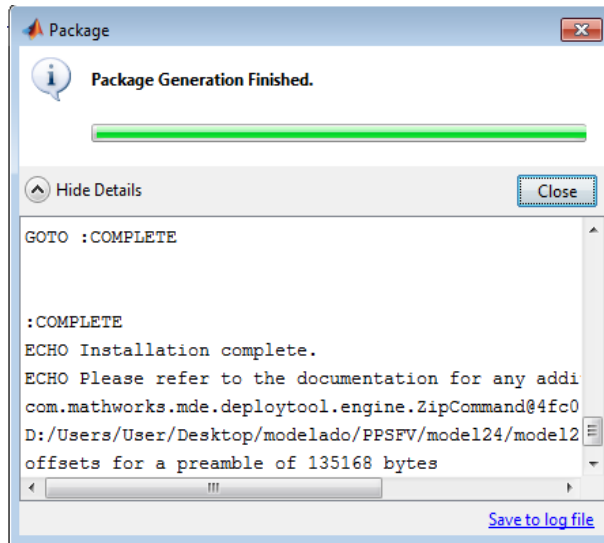 Package
Package Generation Finished.
Hide Details
Close
GOTO :COMPLETE
:COMPLETE
ECHO Installation complete.
ECHO Please refer to the documentation for any addi
com.mathworks.mde.deploytool.engine.ZipCommand@4fc0
D:/Users/User/Desktop/modelado/PPSFV/model24/model2
offsets for a preamble of 135168 bytes
Save to log file